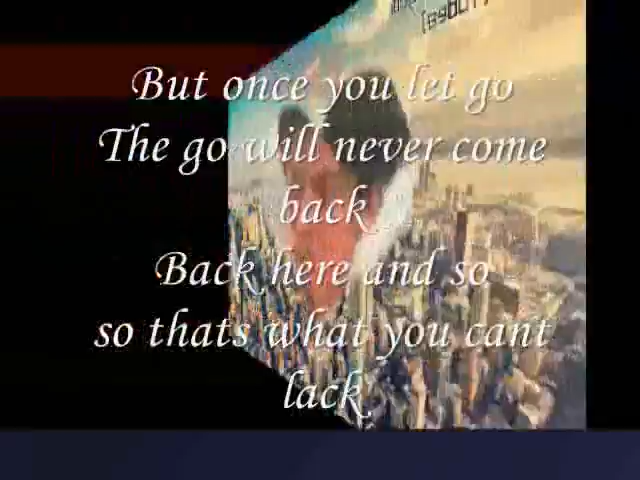 But once you let go
The go will never come
back
Back here and so
so thats what you cant
lack